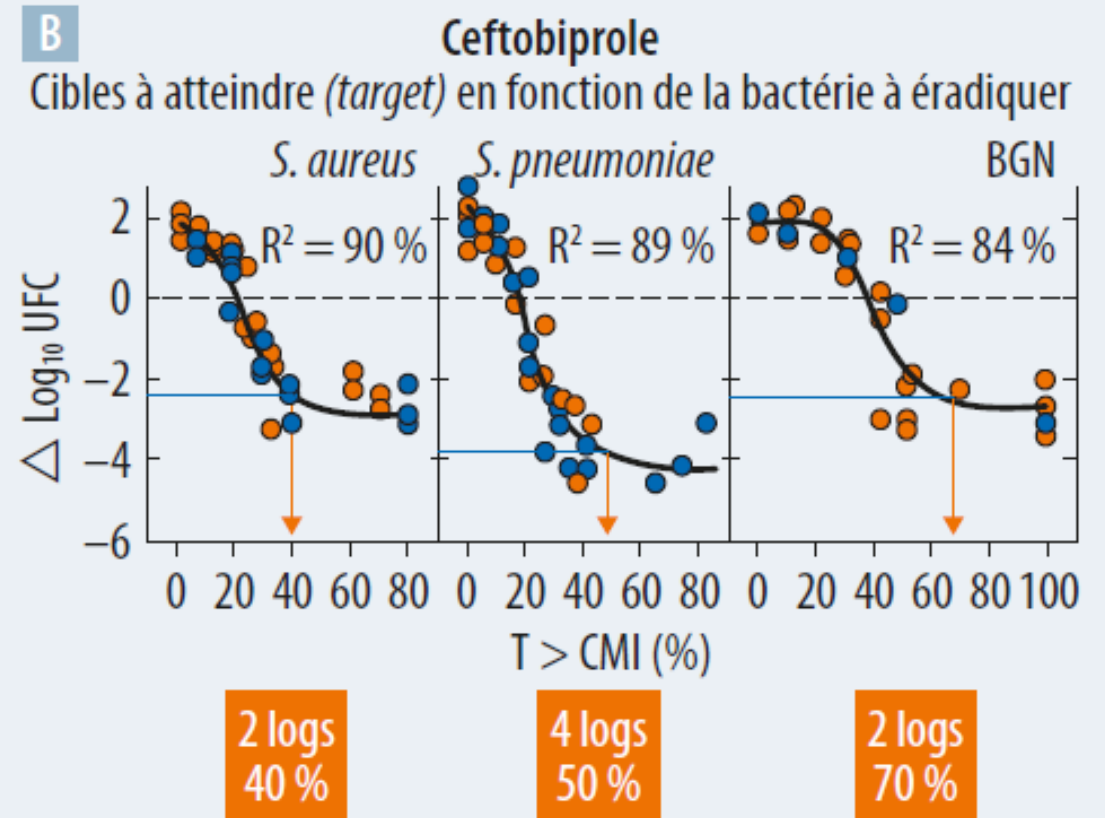 B
Ceftobiprole
Cibles à atteindre (target) en fonction de la bactérie à éradiquer
S. aureus
S. pneumoniae
BGN
R² = 90 %
R² = 89 %
R² = 84 %
△ Log₁₀ UFC
2
0
−2
−4
−6
0 20 40 60 80
0 20 40 60 80
0 20 40 60 80 100
T > CMI (%)
2 logs
40 %
4 logs
50 %
2 logs
70 %